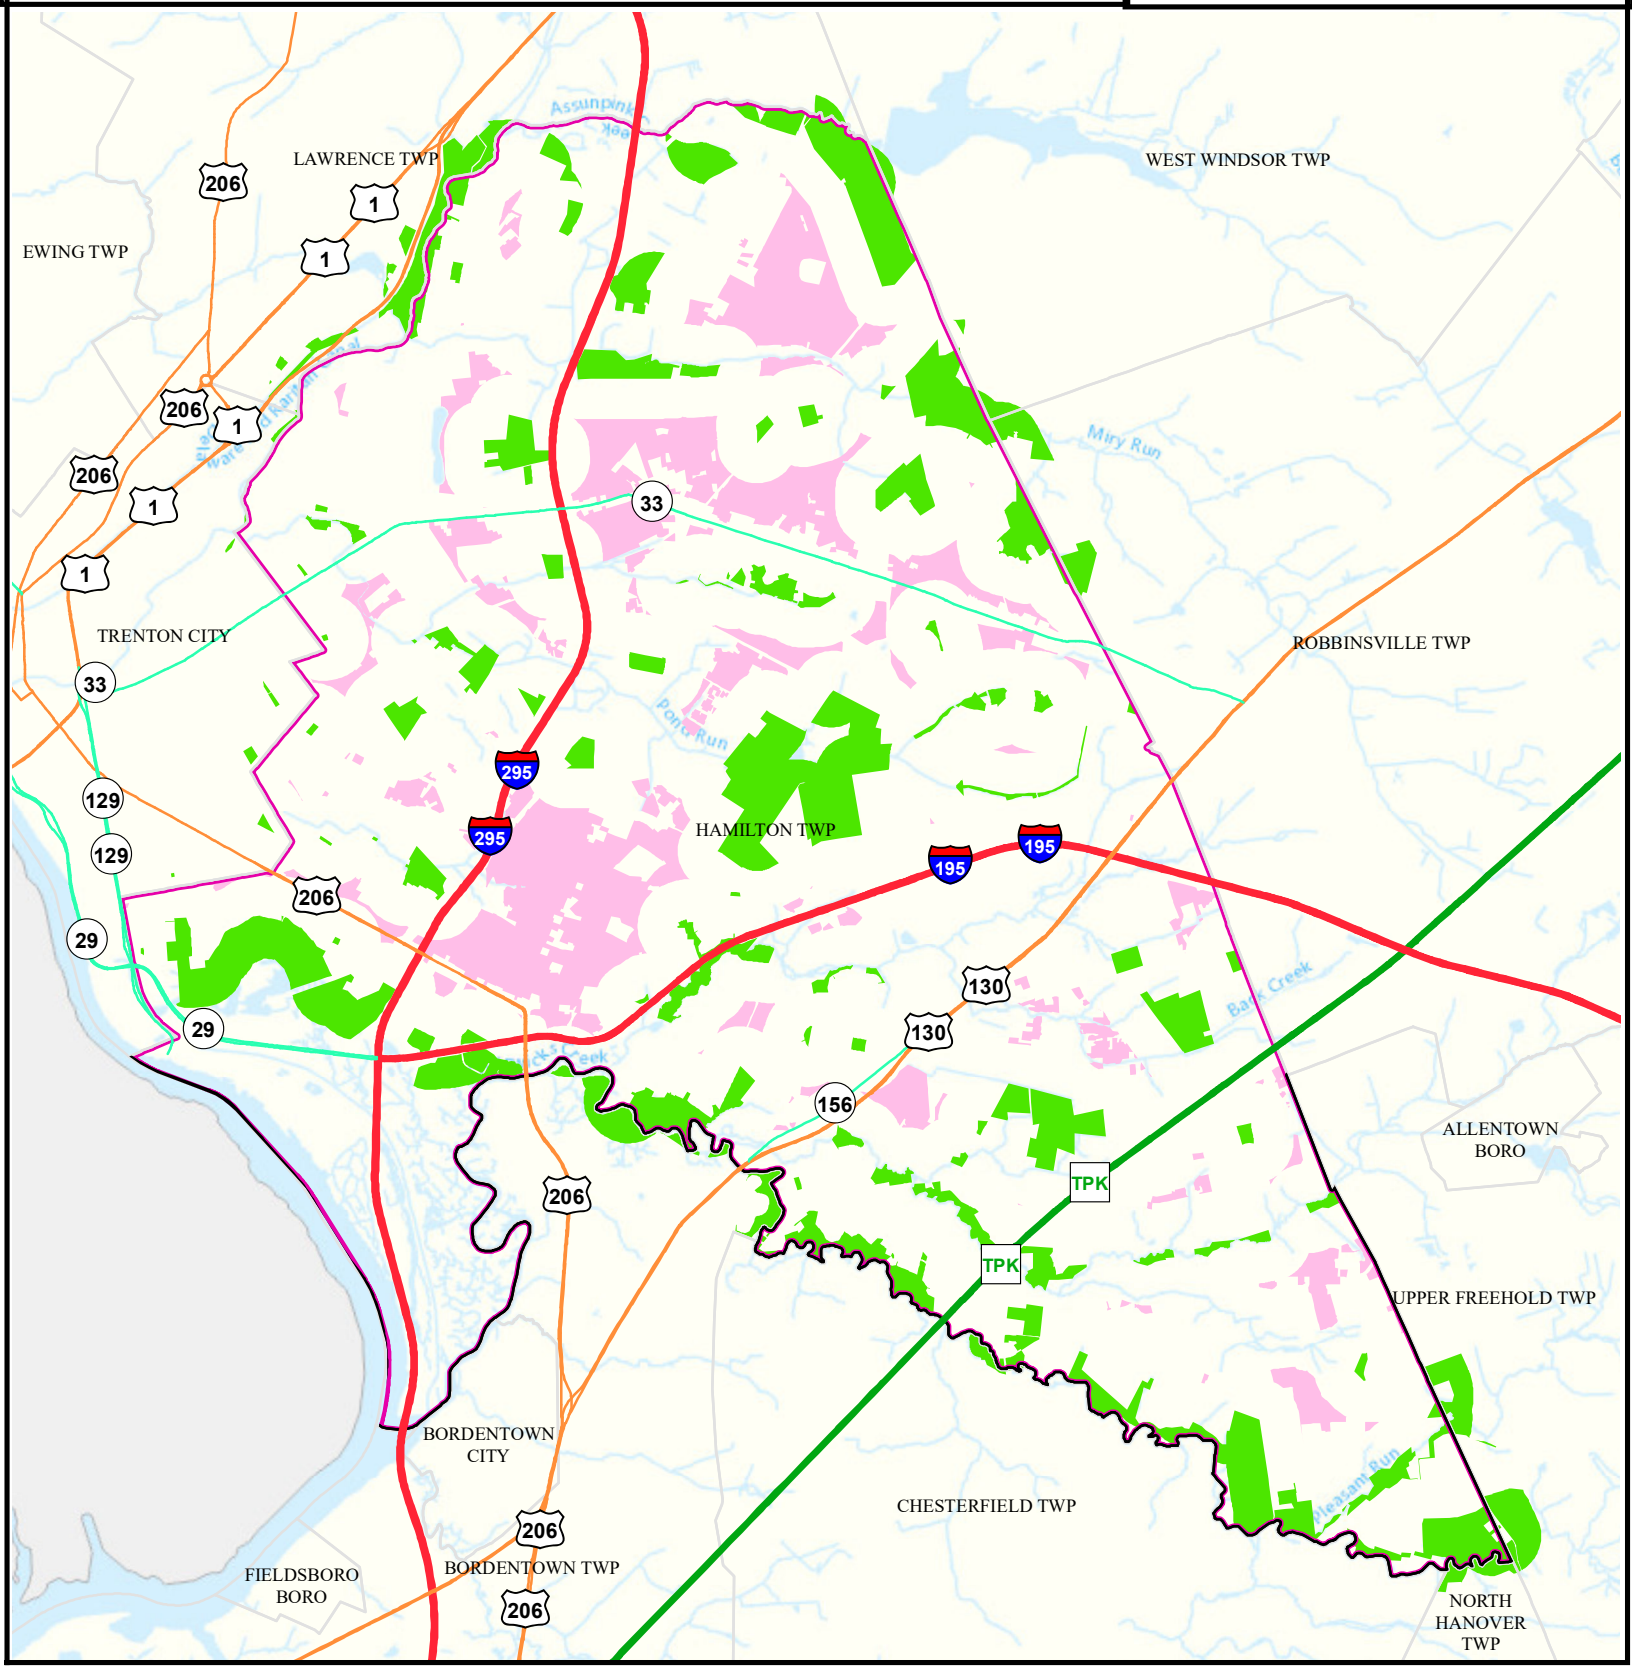 Assunpink
Creek
LAWRENCE TWP
WEST WINDSOR TWP
206
1
EWING TWP
1
206
1
Miry Run
206
1
33
1
TRENTON CITY
ROBBINSVILLE TWP
33
Pond Run
295
129
295
HAMILTON TWP
195
195
129
206
29
130
Back Creek
29
130
Creek
156
ALLENTOWN
BORO
TPK
206
TPK
UPPER FREEHOLD TWP
BORDENTOWN
CITY
Pleasant Run
CHESTERFIELD TWP
206
BORDENTOWN TWP
FIELDSBORO
BORO
206
NORTH
HANOVER
TWP